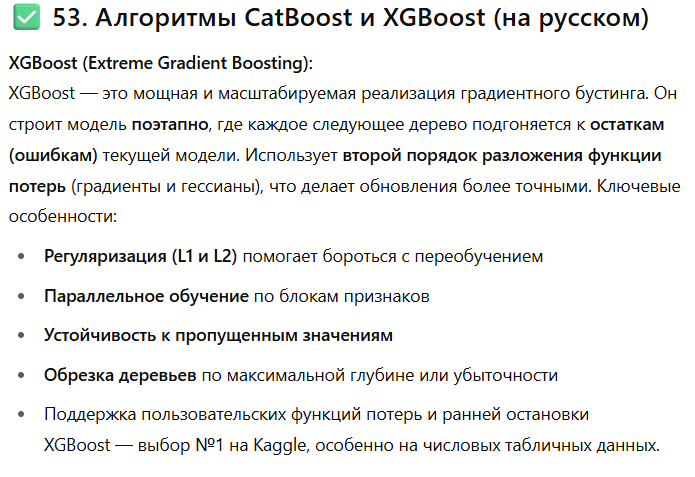 ✅ 53. Алгоритмы CatBoost и XGBoost (на русском)
XGBoost (Extreme Gradient Boosting):
XGBoost — это мощная и масштабируемая реализация градиентного бустинга. Он
строит модель поэтапно, где каждое следующее дерево подгоняется к остаткам
(ошибкам) текущей модели. Использует второй порядок разложения функции
потерь (градиенты и гессианы), что делает обновления более точными. Ключевые
особенности:
• Регуляризация (L1 и L2) помогает бороться с переобучением
• Параллельное обучение по блокам признаков
• Устойчивость к пропущенным значениям
• Обрезка деревьев по максимальной глубине или убыточности
• Поддержка пользовательских функций потерь и ранней остановки
XGBoost — выбор №1 на Kaggle, особенно на числовых табличных данных.